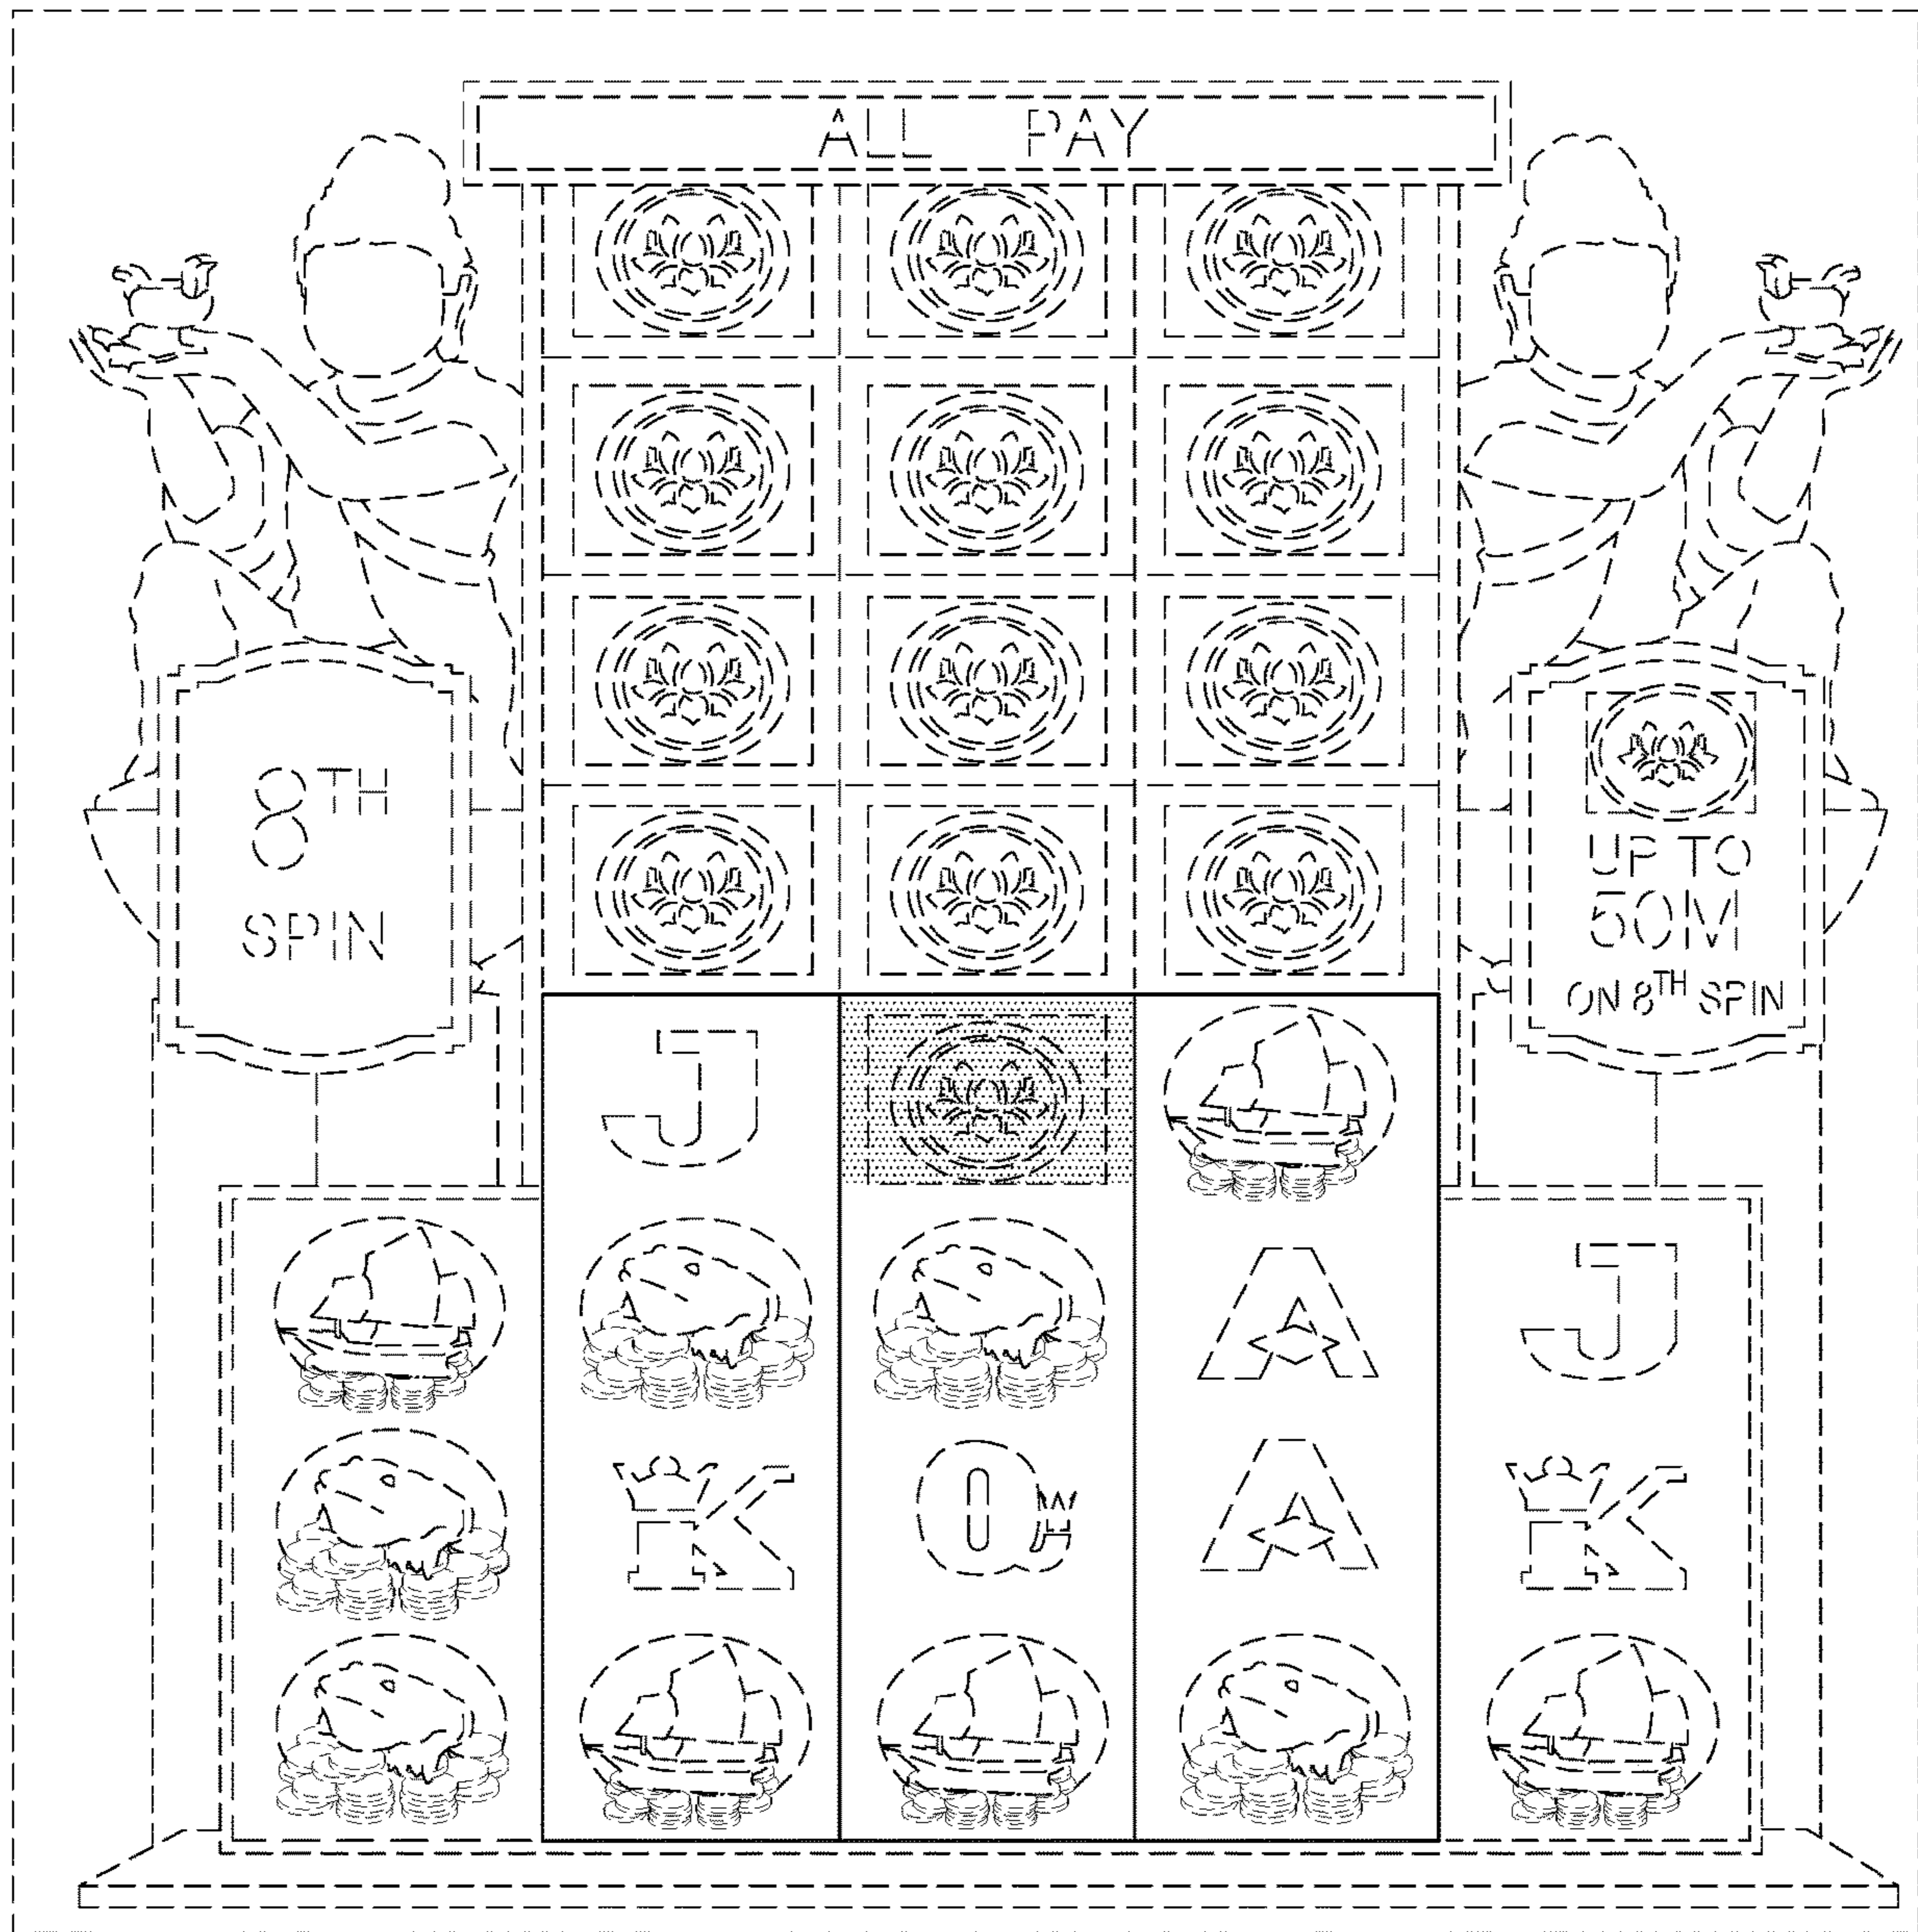 ALL PAY
8TH
SPIN
UP TO
50M
ON 8TH SPIN
J
A J
K Q A K